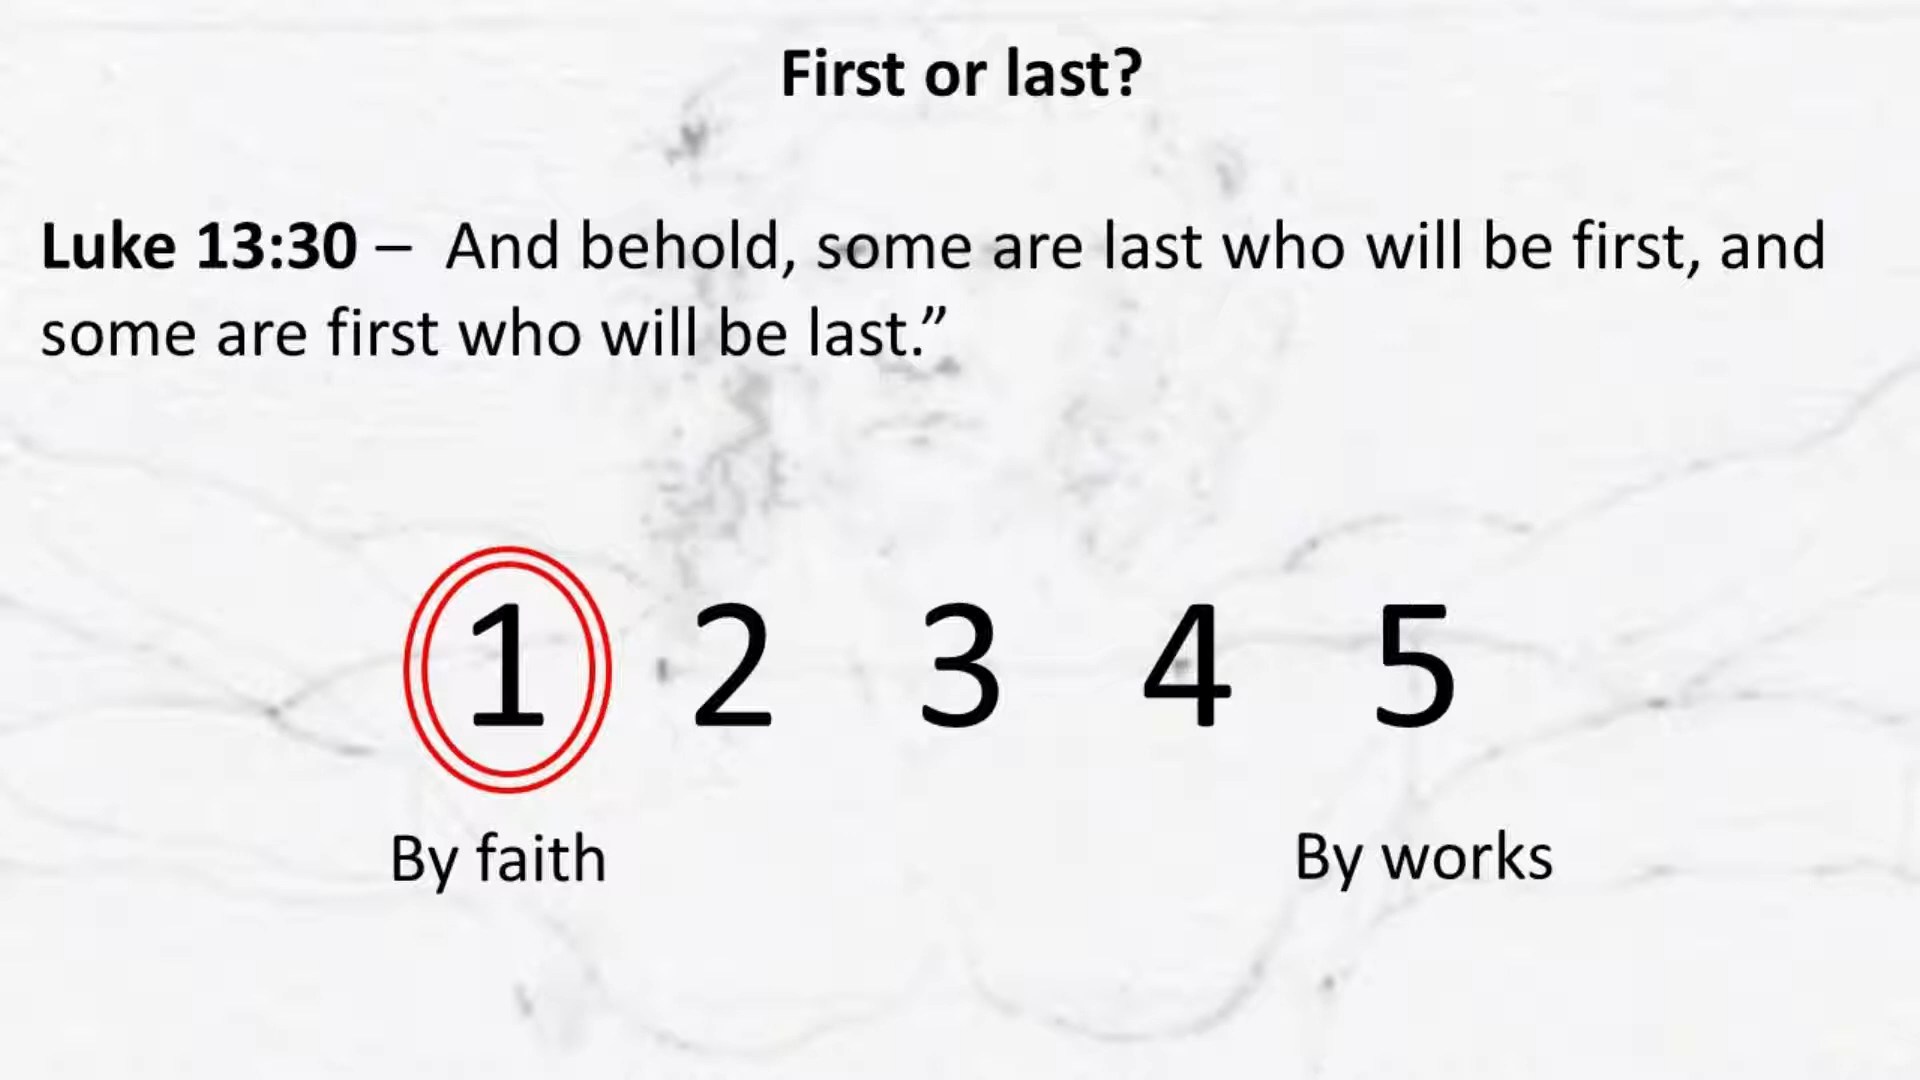 First or last?
Luke 13:30 – And behold, some are last who will be first, and
some are first who will be last.”
1 2 3 4 5
By faith By works